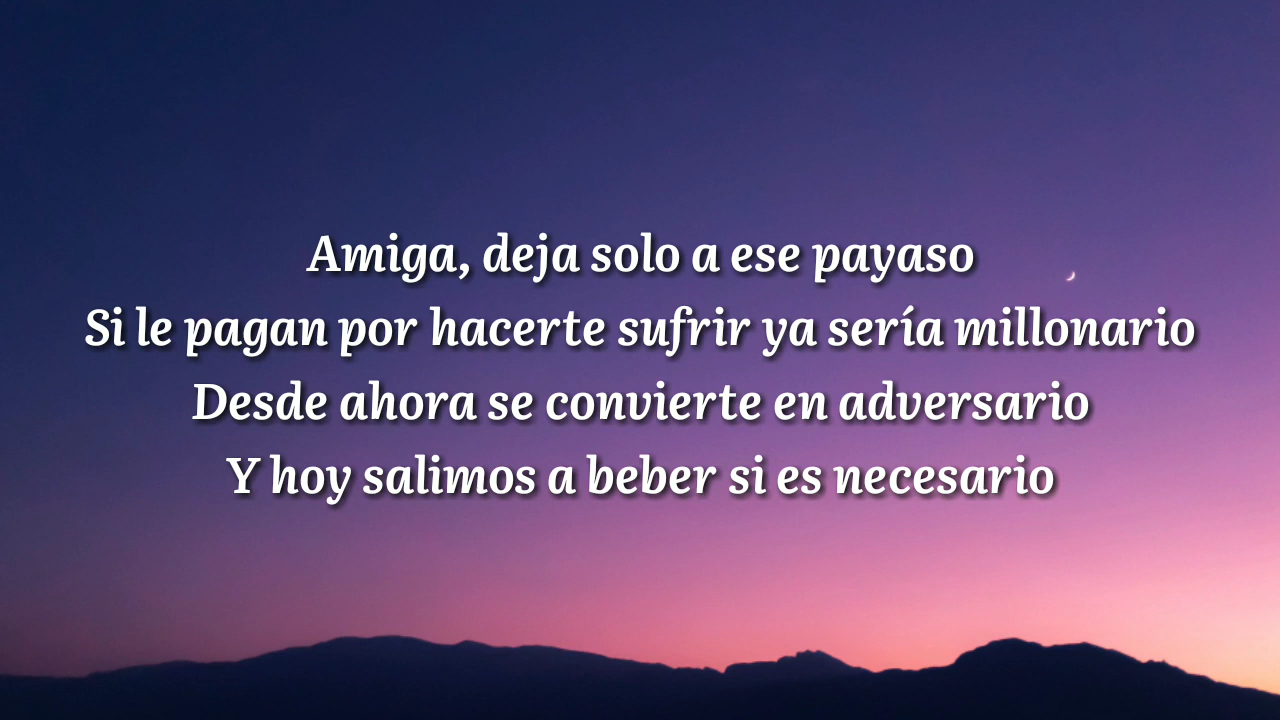 Amiga, deja solo a ese payaso
Si le pagan por hacerte sufrir ya sería millonario
Desde ahora se convierte en adversario
Y hoy salimos a beber si es necesario